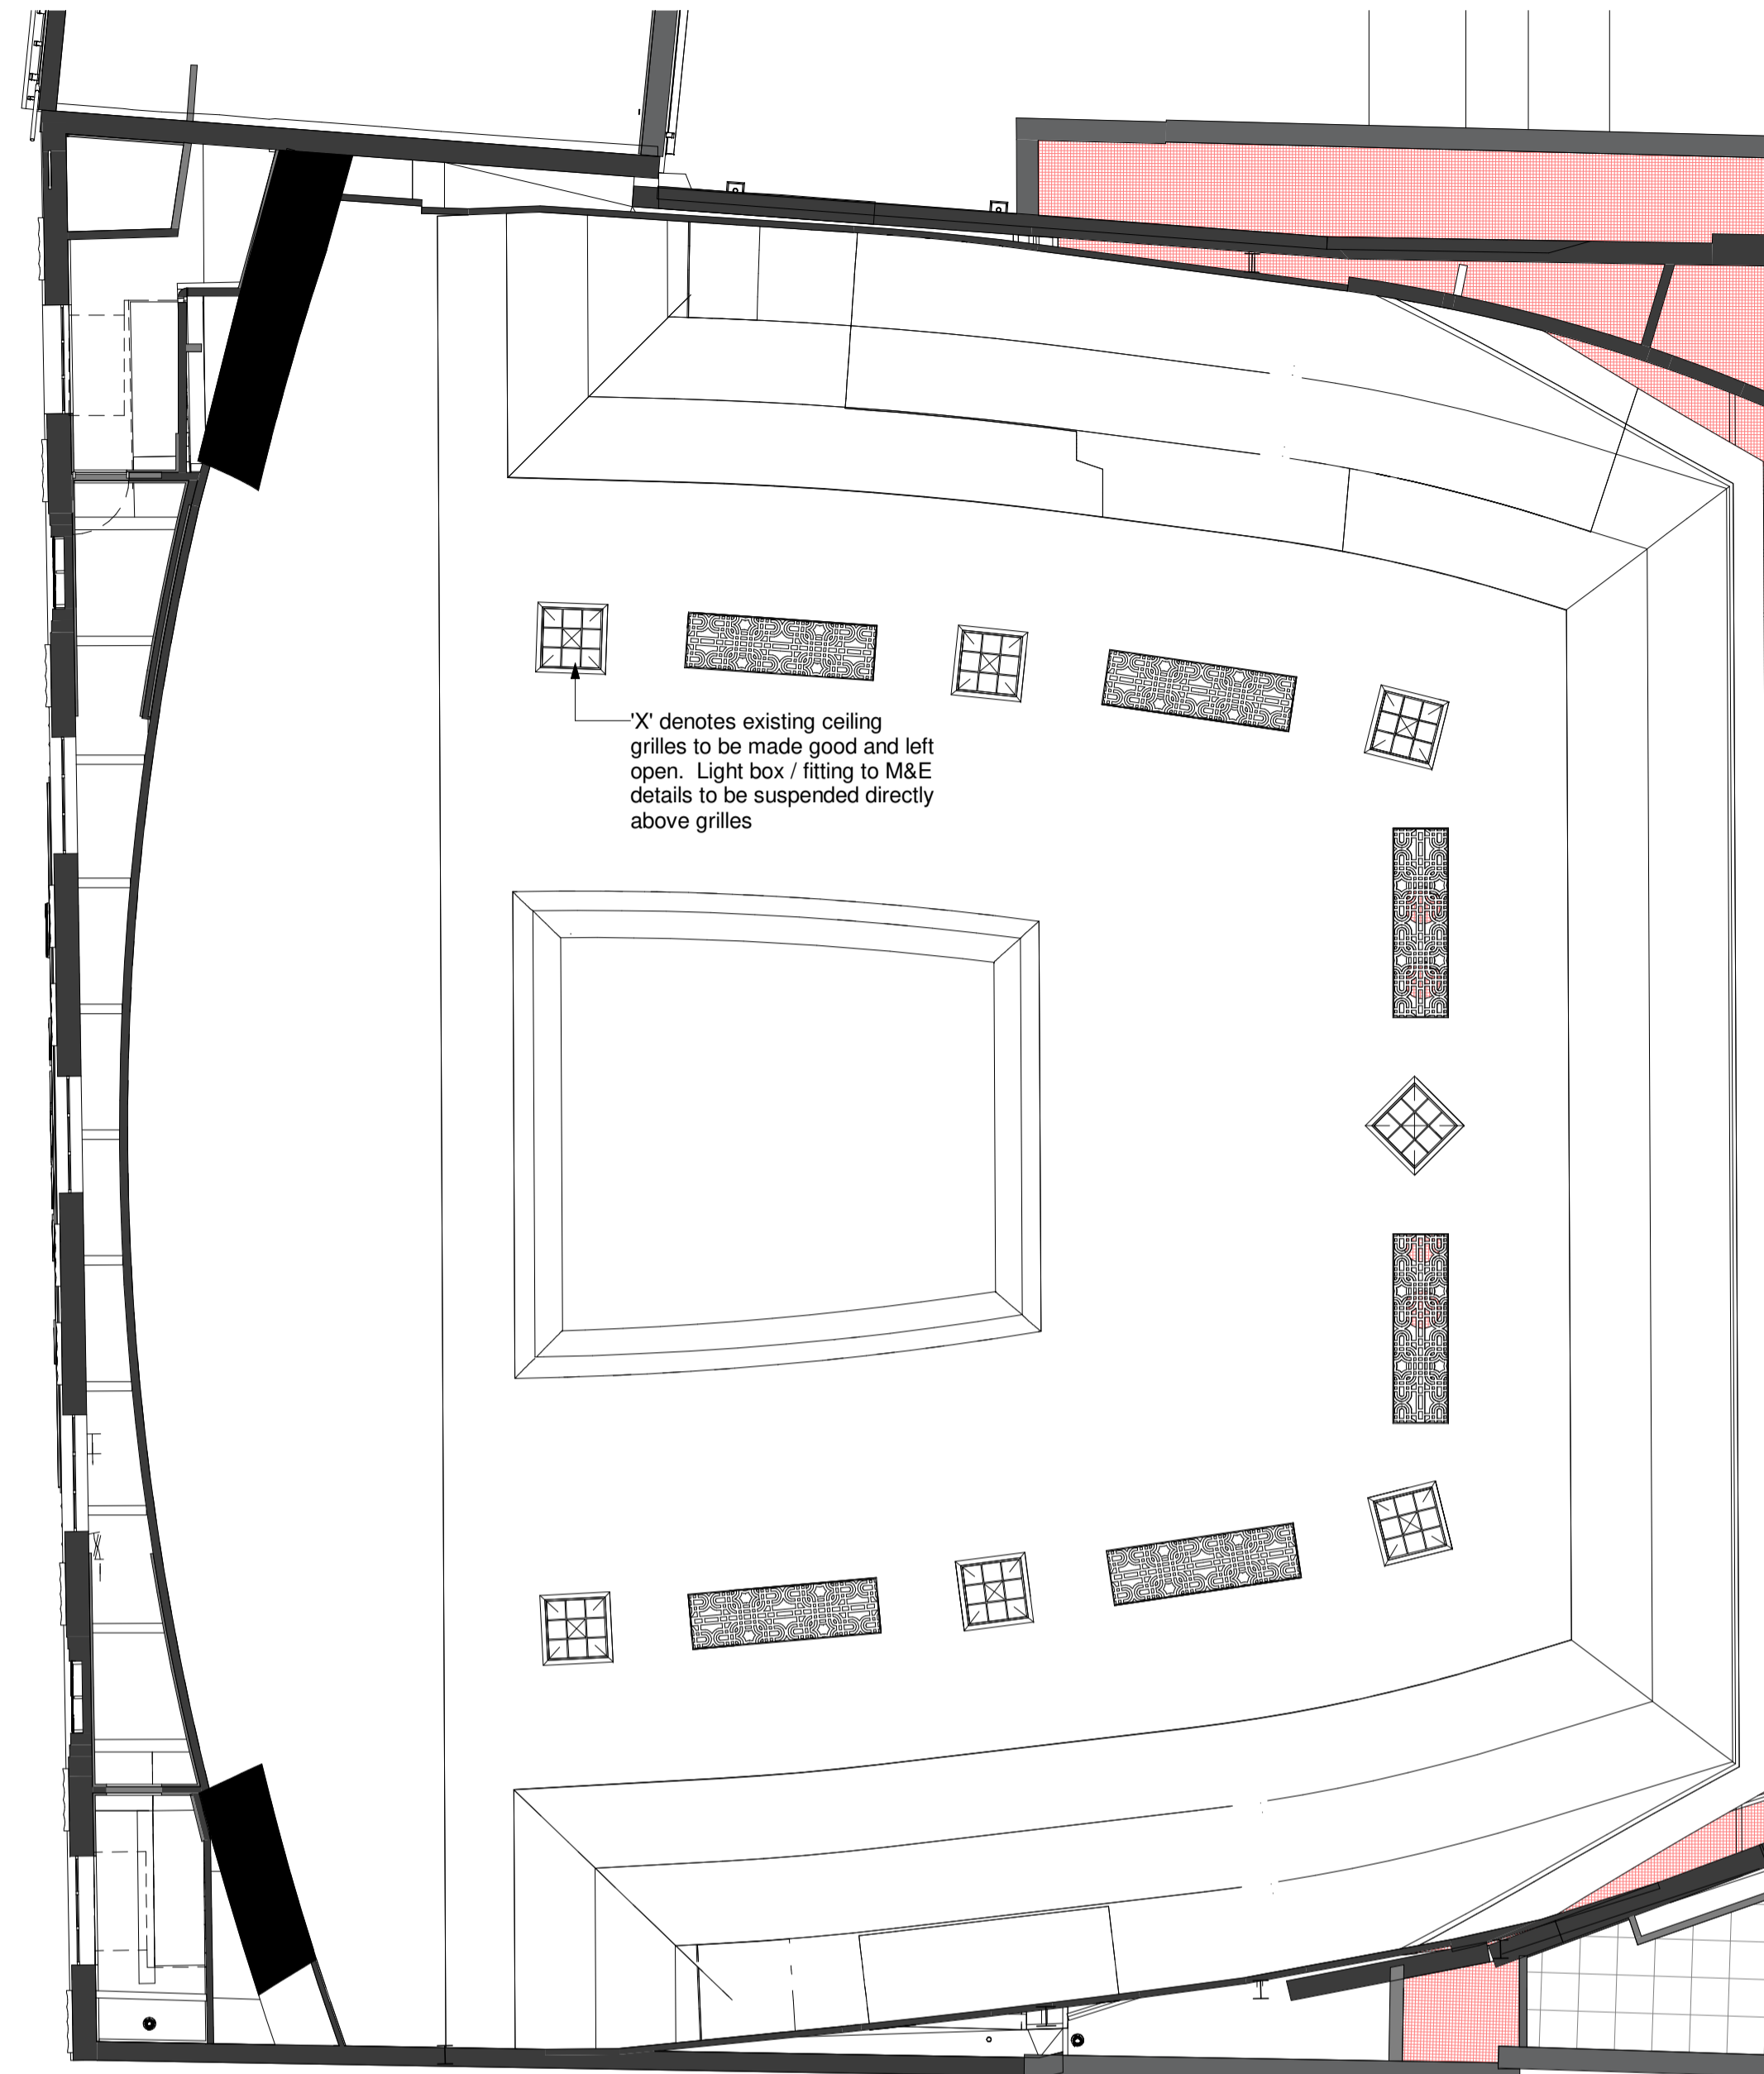 'X' denotes existing ceiling
grilles to be made good and left
open. Light box / fitting to M&E
details to be suspended directly
above grilles